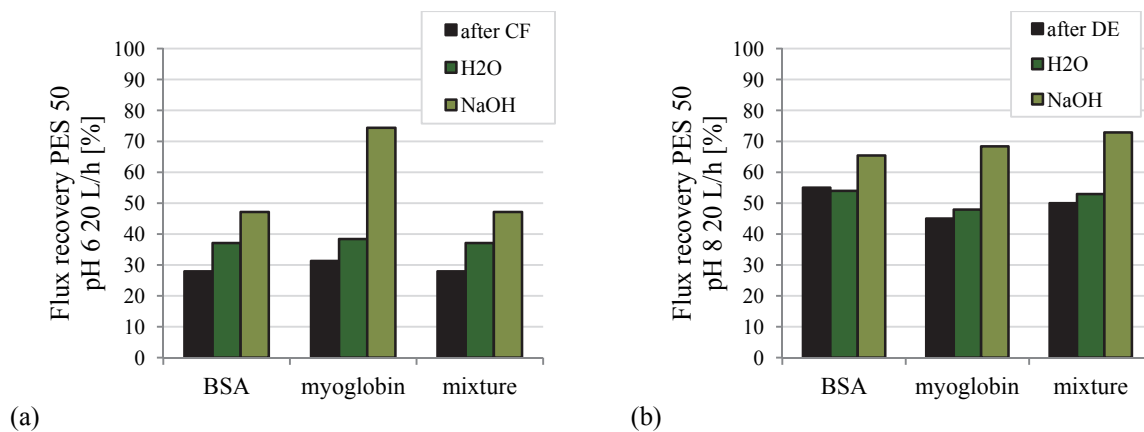 after CF
H2O
NaOH
Flux recovery PES 50
pH 6 20 L/h [%]
100
90
80
70
60
50
40
30
20
10
0
BSA myoglobin mixture
(a)
after DE
H2O
NaOH
Flux recovery PES 50
pH 8 20 L/h [%]
100
90
80
70
60
50
40
30
20
10
0
BSA myoglobin mixture
(b)